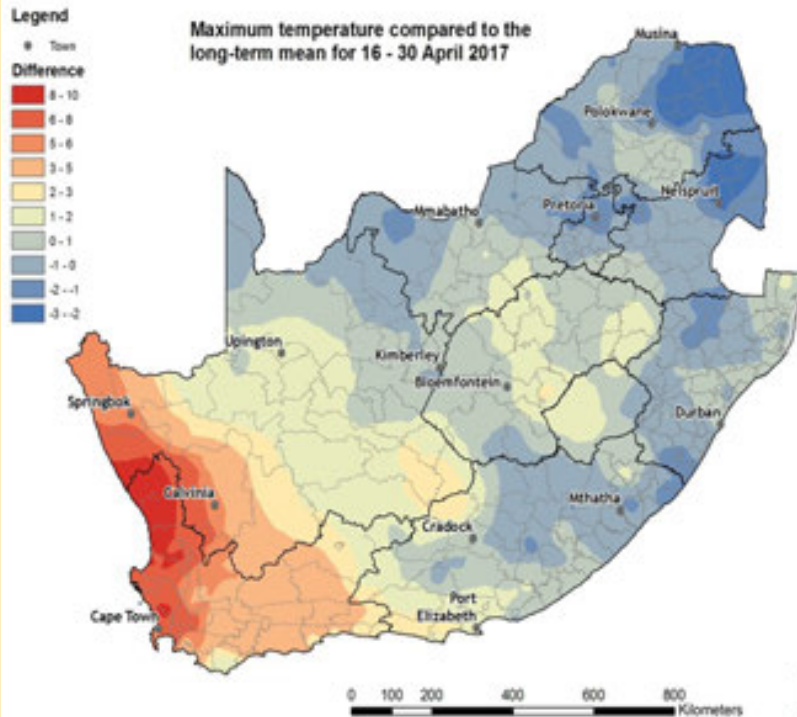 Legend
Town
Difference
8 - 10
6 - 8
5 - 6
3 - 5
2 - 3
1 - 2
0 - 1
-1 - 0
-2 - -1
-3 - -2
Maximum temperature compared to the
long-term mean for 16 - 30 April 2017
Musina
Polokwane
Nelspruit
Pretoria
Mmabatho
Upington
Kimberley
Bloemfontein
Springbok
Durban
Calvinia
Mthatha
Cradock
Cape Town
Port
Elizabeth
0 100 200 400 600 800
Kilometers